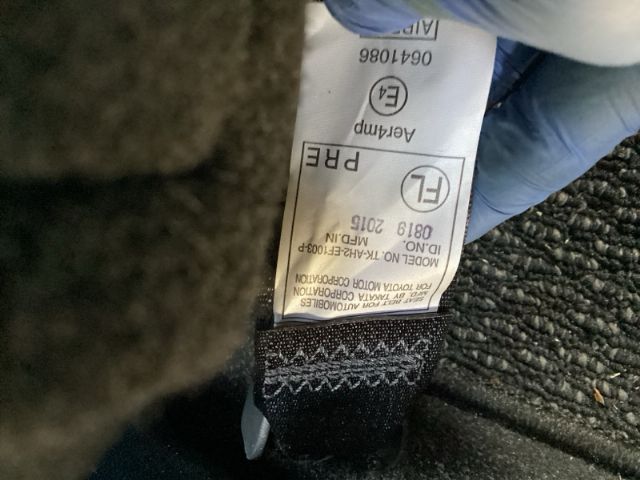 SEAT BELT FOR AUTOMOBILES
MFD. BY TAKATA CORPORATION
FOR TOYOTA MOTOR CORPORATION
MODEL NO. TK-AH2-EF1003-P
ID.NO. MFD.IN
0819 2015
FL PRE
Aer4mp
E4
0641086